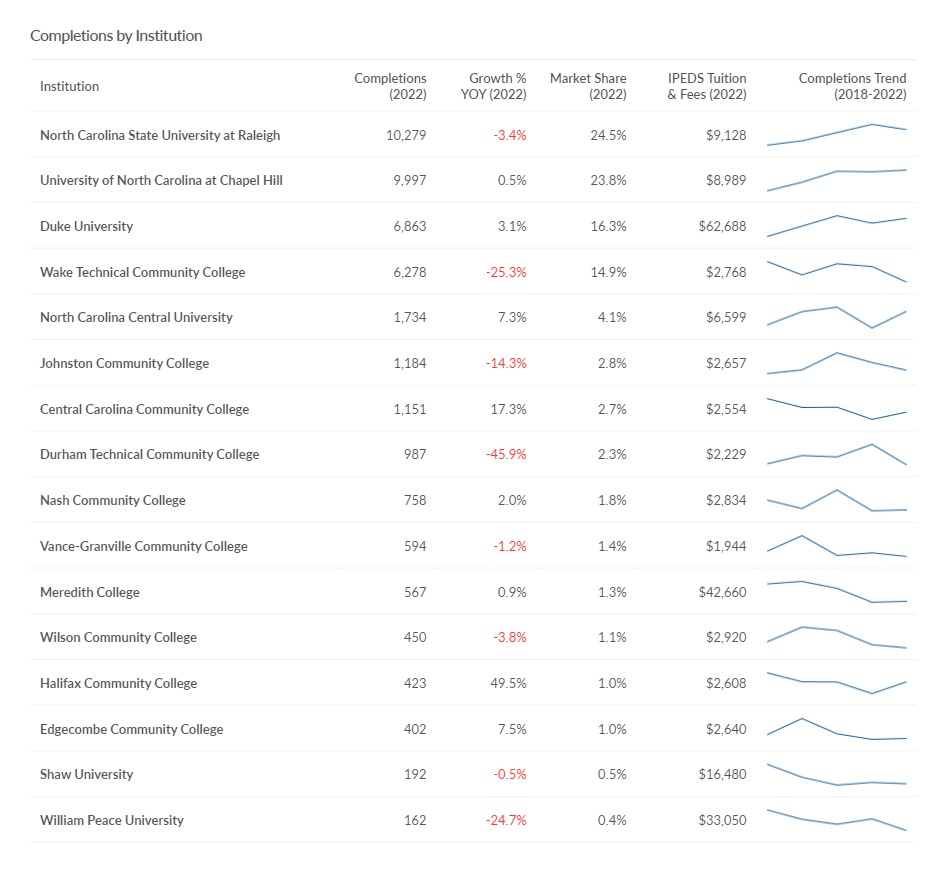 Completions by Institution
Institution Completions (2022) Growth % YOY (2022) Market Share (2022) IPEDS Tuition & Fees (2022) Completions Trend (2018-2022)
North Carolina State University at Raleigh 10,279 -3.4% 24.5% $9,128
University of North Carolina at Chapel Hill 9,997 0.5% 23.8% $8,989
Duke University 6,863 3.1% 16.3% $62,688
Wake Technical Community College 6,278 -25.3% 14.9% $2,768
North Carolina Central University 1,734 7.3% 4.1% $6,599
Johnston Community College 1,184 -14.3% 2.8% $2,657
Central Carolina Community College 1,151 17.3% 2.7% $2,554
Durham Technical Community College 987 -45.9% 2.3% $2,229
Nash Community College 758 2.0% 1.8% $2,834
Vance-Granville Community College 594 -1.2% 1.4% $1,944
Meredith College 567 0.9% 1.3% $42,660
Wilson Community College 450 -3.8% 1.1% $2,920
Halifax Community College 423 49.5% 1.0% $2,608
Edgecombe Community College 402 7.5% 1.0% $2,640
Shaw University 192 -0.5% 0.5% $16,480
William Peace University 162 -24.7% 0.4% $33,050